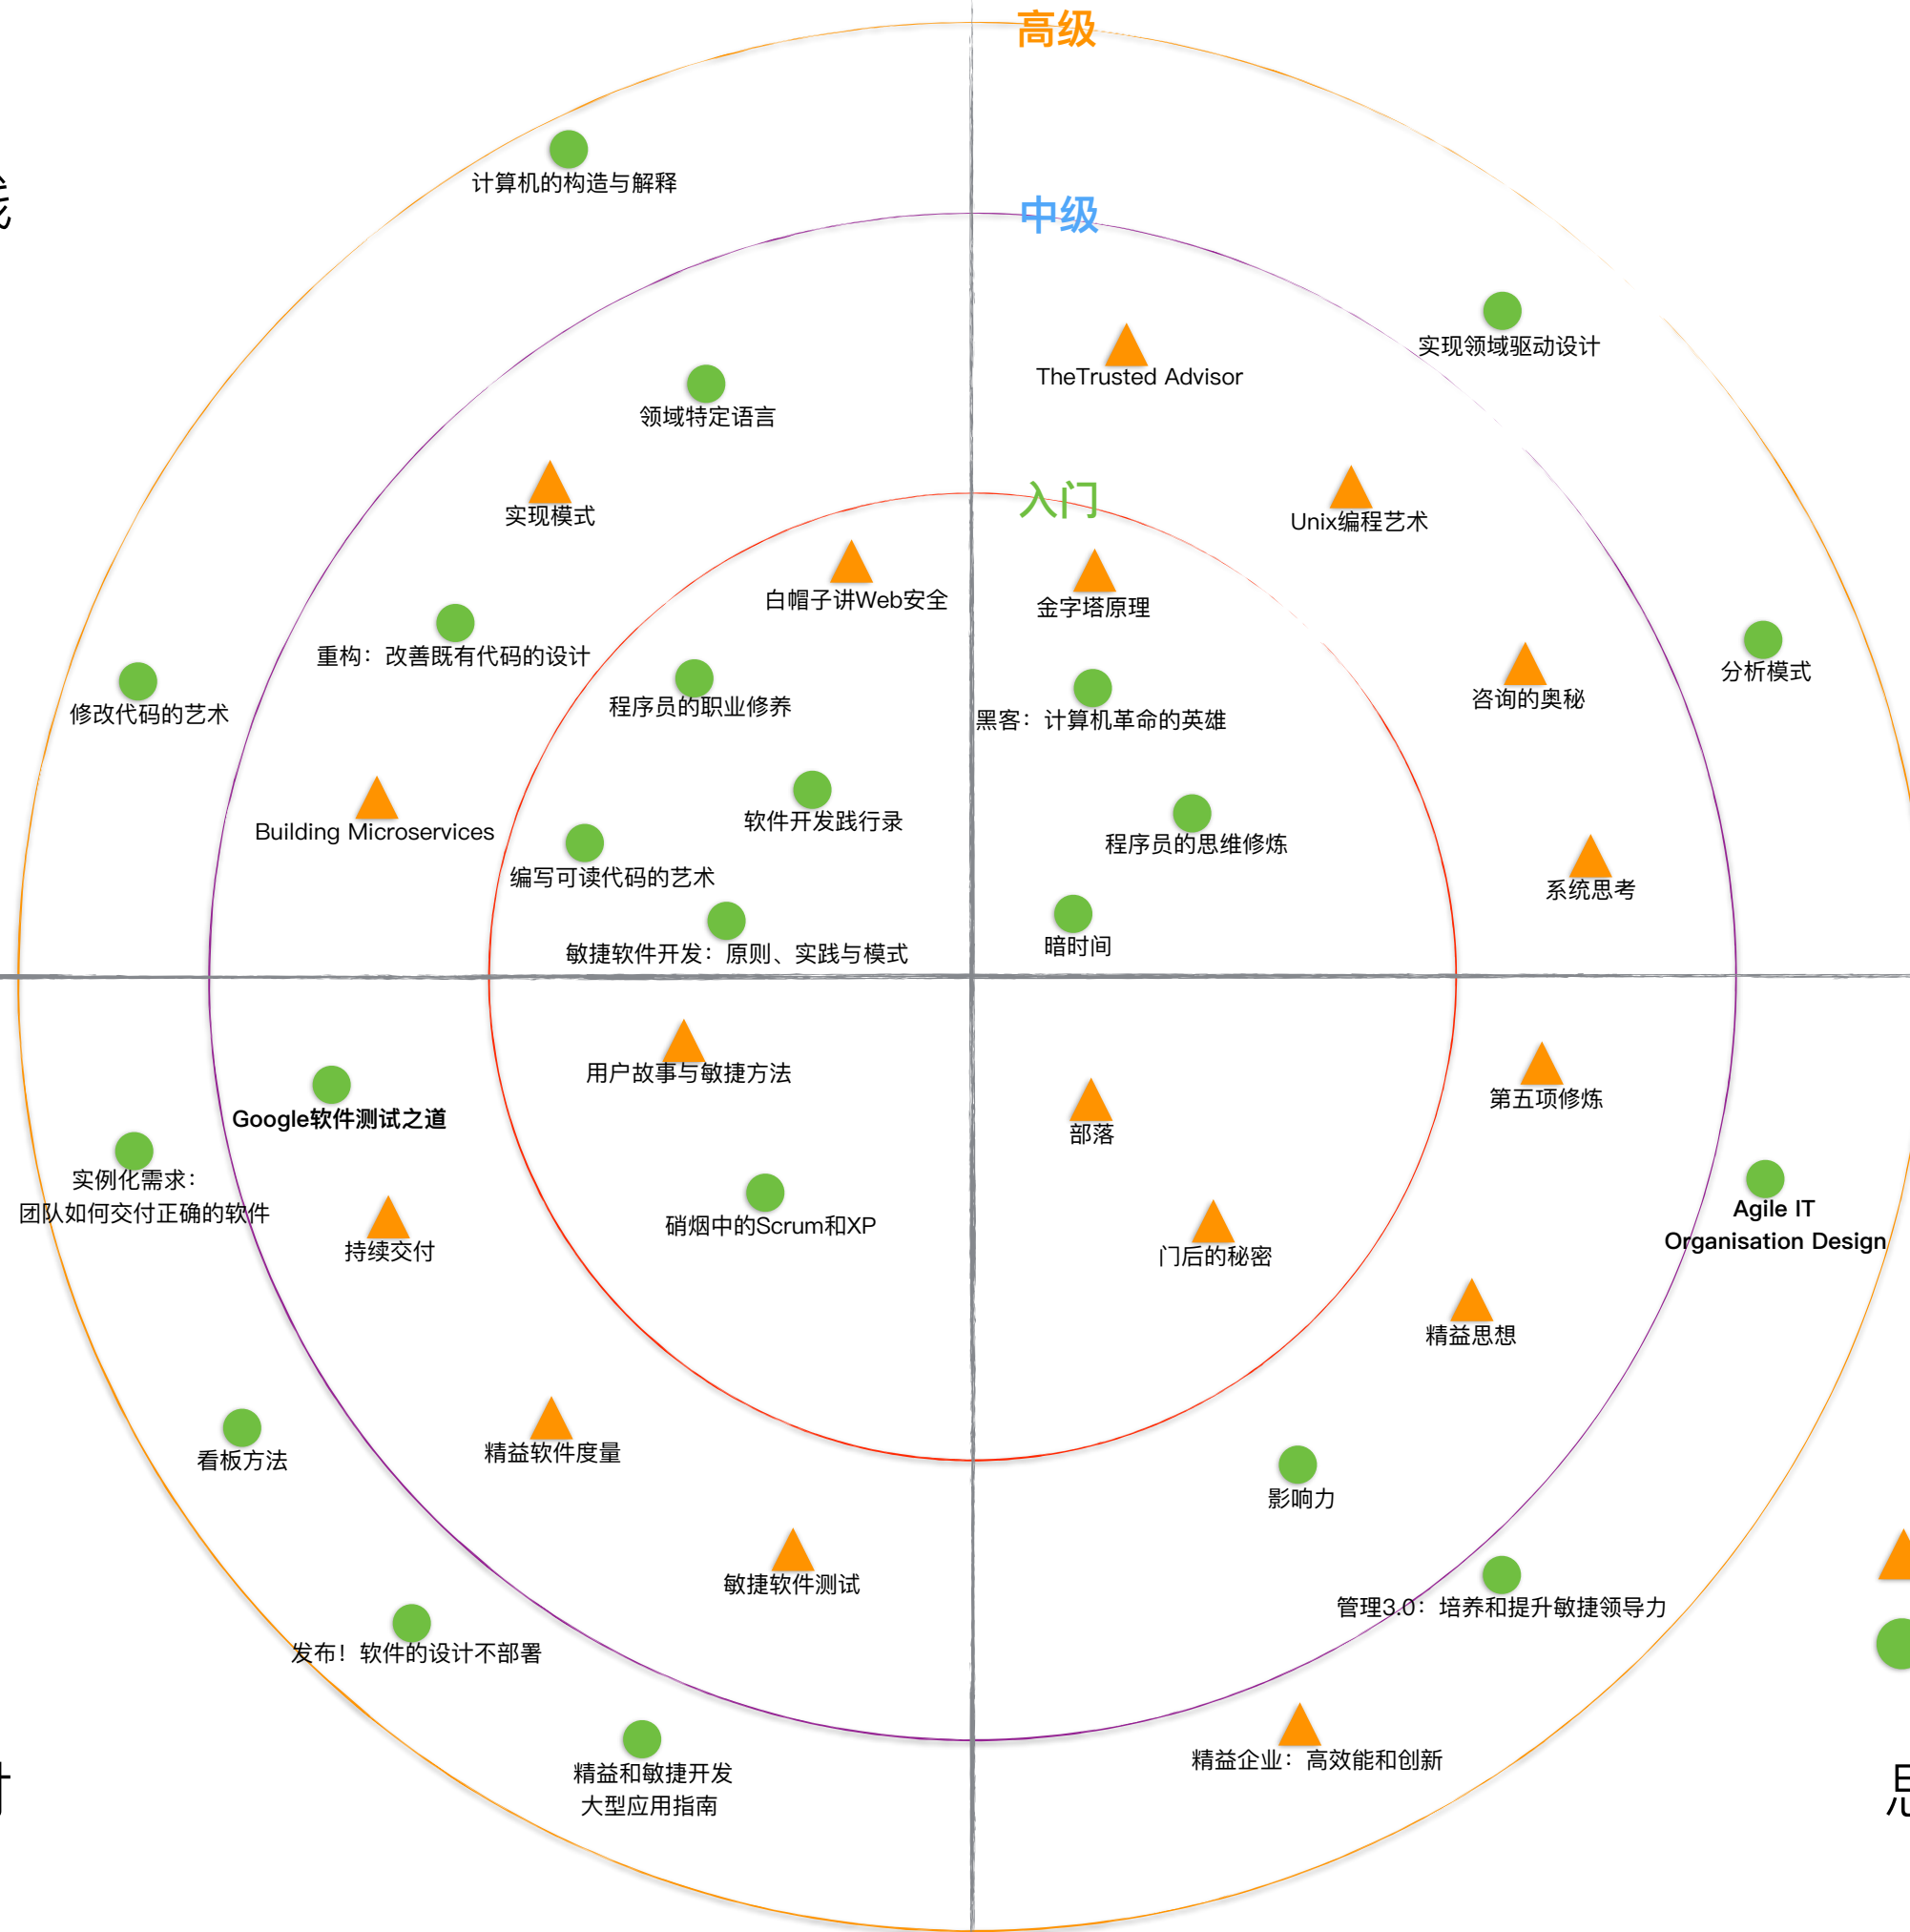 高级
计算机的构造与解释
践
中级
实现领域驱动设计
TheTrusted Advisor
领域特定语言
实现模式
Unix编程艺术
入门
白帽子讲Web安全
金字塔原理
重构：改善既有代码的设计
分析模式
咨询的奥秘
程序员的职业修养
修改代码的艺术
黑客：计算机革命的英雄
软件开发践行录
Building Microservices
程序员的思维修炼
编写可读代码的艺术
系统思考
敏捷软件开发：原则、实践与模式
暗时间
用户故事与敏捷方法
第五项修炼
Google软件测试之道
部落
实例化需求：
团队如何交付正确的软件
Agile IT
Organisation Design
硝烟中的Scrum和XP
持续交付
门后的秘密
精益思想
精益软件度量
看板方法
影响力
敏捷软件测试
管理3.0：培养和提升敏捷领导力
发布！软件的设计不部署
精益企业：高效能和创新
精益和敏捷开发
大型应用指南